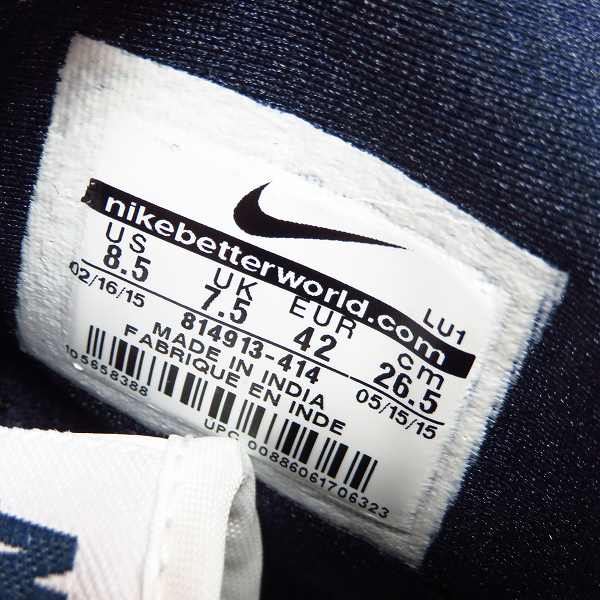 nikebetterworld.com
LU1
US UK EUR cm
8.5 7.5 42 26.5
02/16/15 05/15/15
814913-414
MADE IN INDIA
FABRIQUE EN INDE
105658388
UPC 00886061706323